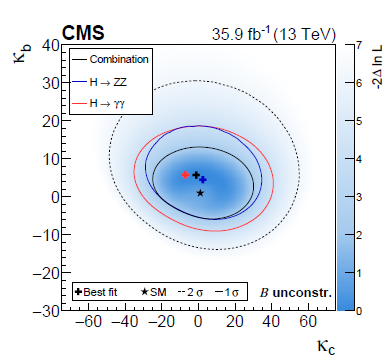 CMS 35.9 fb⁻¹ (13 TeV)
κb
40
30
20
10
0
−10
−20
−30
Combination
H → ZZ
H → γγ
Best fit ★SM -- 2 σ — 1 σ
B unconstr.
−60 −40 −20 0 20 40 60
κc
7
6
5
4
3
2
1
0
-2Δ ln L